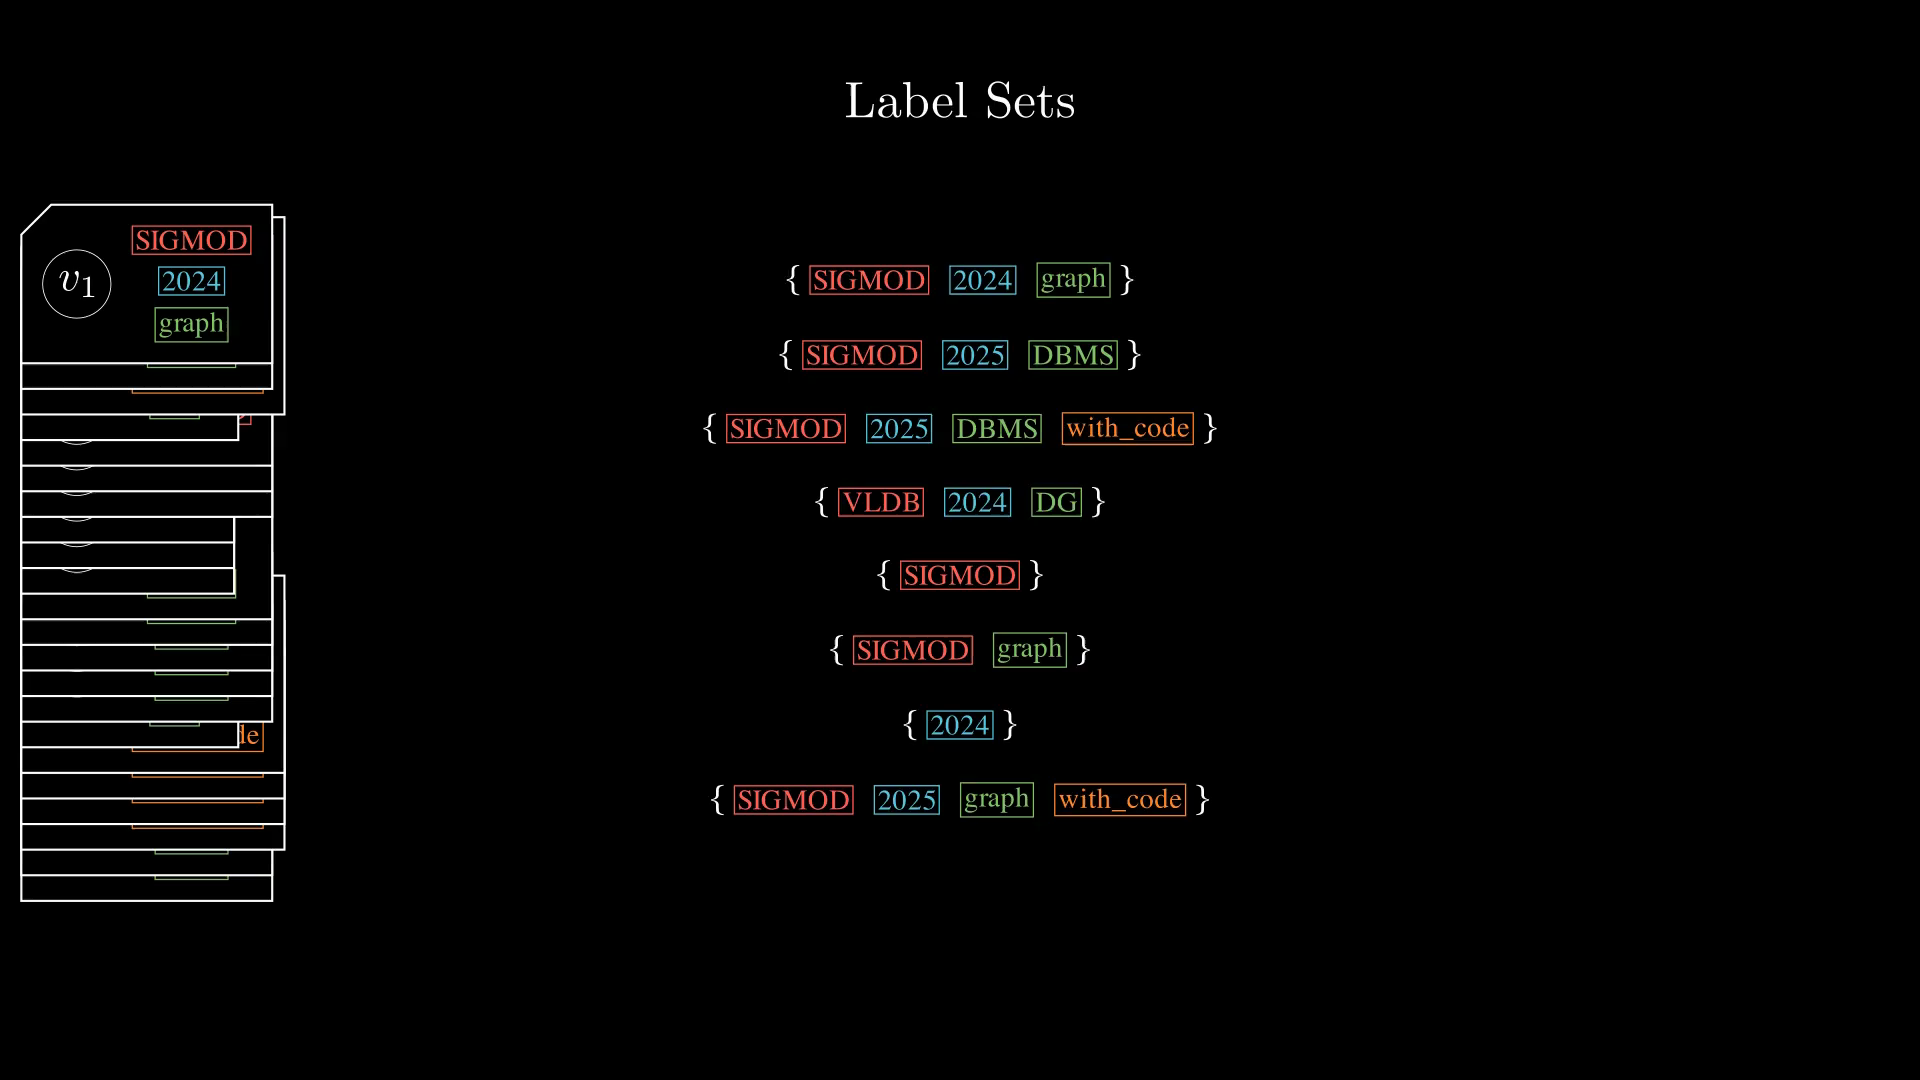 Label Sets
v1
SIGMOD
2024
graph
{ SIGMOD 2024 graph }
{ SIGMOD 2025 DBMS }
{ SIGMOD 2025 DBMS with_code }
{ VLDB 2024 DG }
{ SIGMOD }
{ SIGMOD graph }
{ 2024 }
{ SIGMOD 2025 graph with_code }